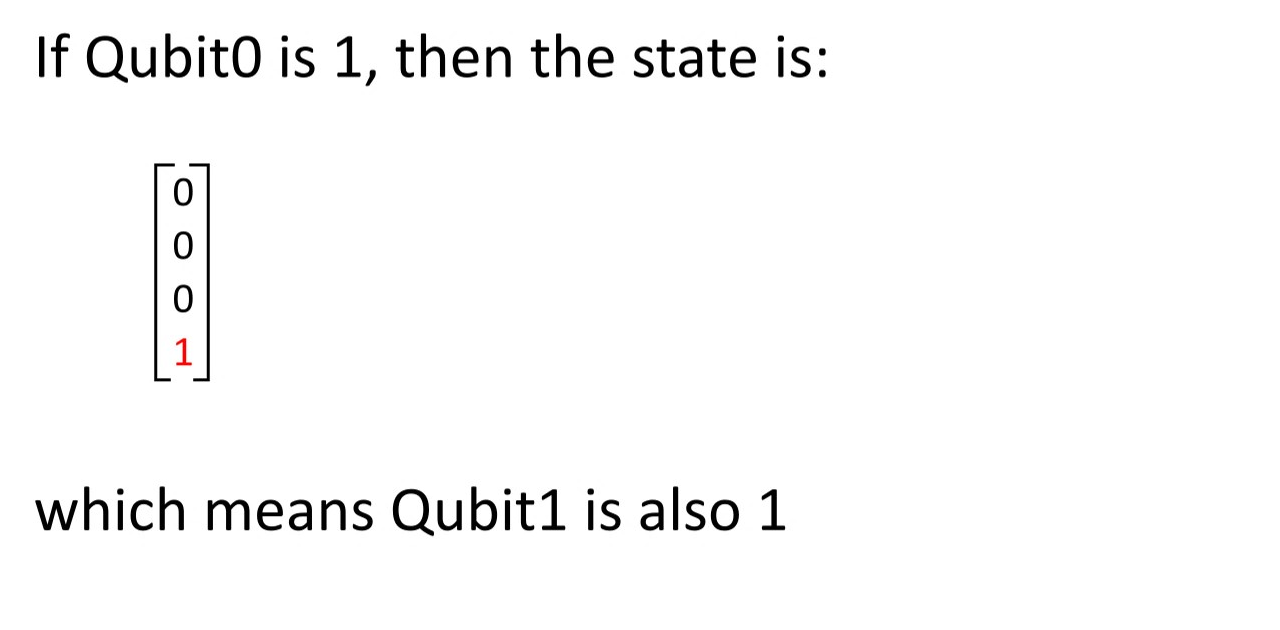 If Qubit0 is 1, then the state is:
0
0
0
1
which means Qubit1 is also 1